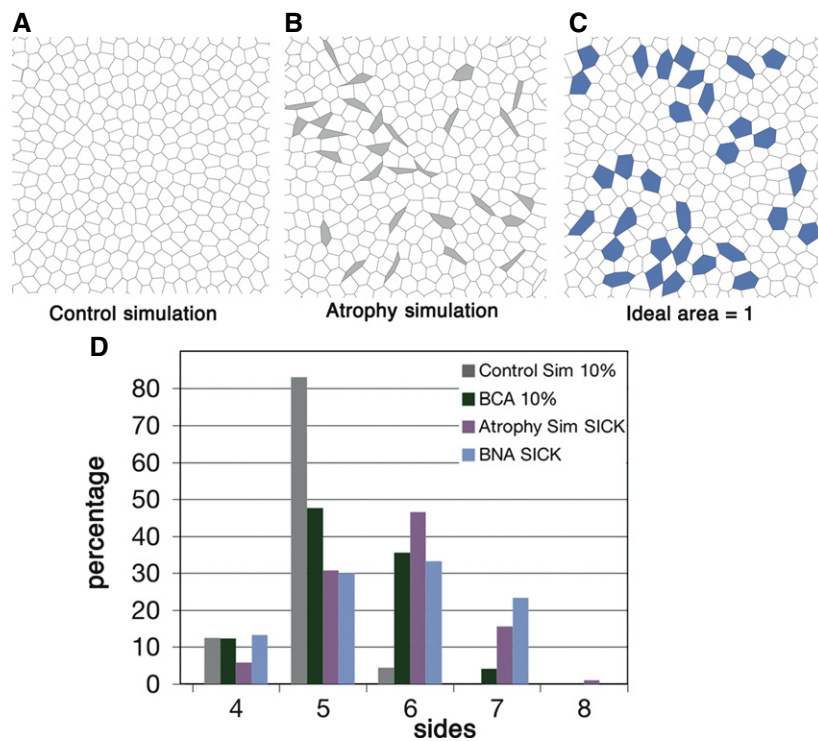 A
B
C
Control simulation
Atrophy simulation
Ideal area = 1
D
Control Sim 10%
BCA 10%
Atrophy Sim SICK
BNA SICK
percentage
80
70
60
50
40
30
20
10
0
4 5 6 7 8
sides